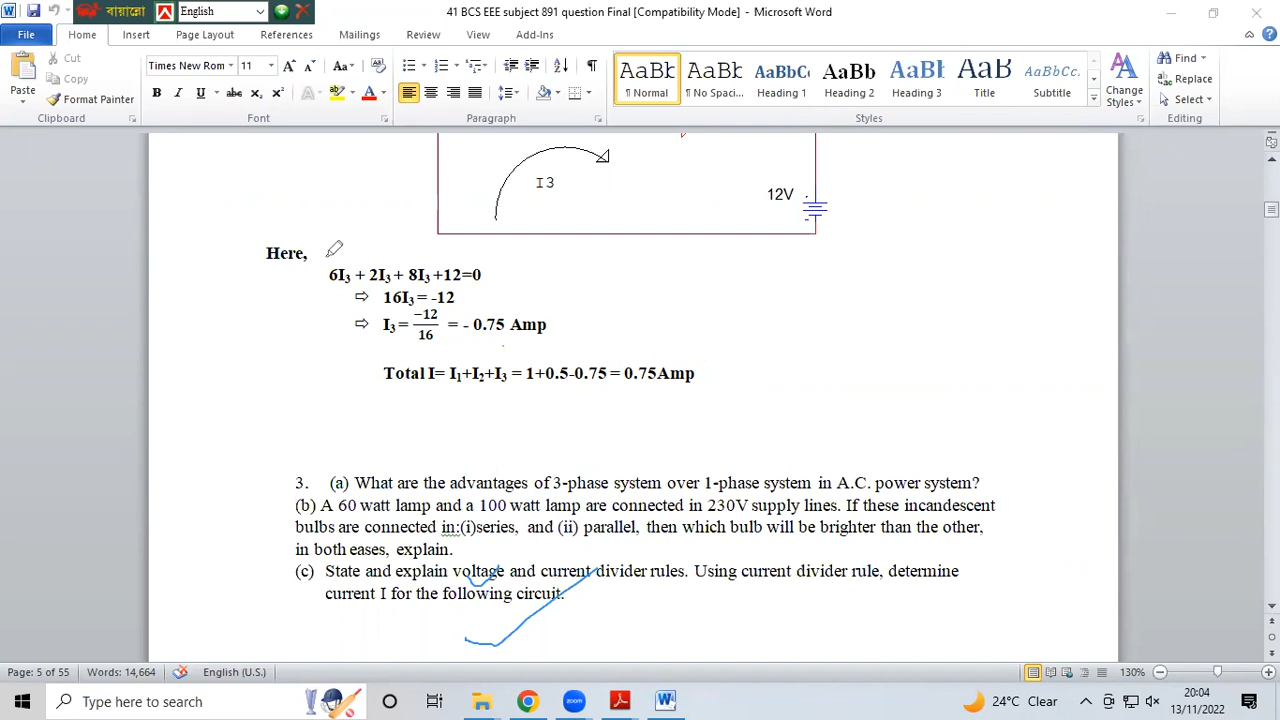 বায়ান্নো
English
41 BCS EEE Subject 891 question Final [Compatibility Mode] - Microsoft Word
File Home Insert Page Layout References Mailings Review View Add-Ins
Paste
Cut
Copy
Format Painter
Clipboard
Times New Rom 11
Font
Paragraph
AaBb AaBb AaBbCc AaBb AaBb AaB AaBbCc.
¶ Normal ¶ No Spaci... Heading 1 Heading 2 Heading 3 Title Subtitle
Styles
Change Styles
Find
Replace
Select
Editing
I3
12V
Here,
6I₃ + 2I₃ + 8I₃ +12=0
⇨ 16I₃ = -12
⇨ I₃ = −12/16 = - 0.75 Amp
Total I= I₁+I₂+I₃ = 1+0.5-0.75 = 0.75Amp
3. (a) What are the advantages of 3-phase system over 1-phase system in A.C. power system?
(b) A 60 watt lamp and a 100 watt lamp are connected in 230V supply lines. If these incandescent
bulbs are connected in:(i)series, and (ii) parallel, then which bulb will be brighter than the other,
in both eases, explain.
(c) State and explain voltage and current divider rules. Using current divider rule, determine
current I for the following circuit.
Page: 5 of 55 Words: 14,664 English (U.S.) 130%
Type here to search
zoom
24°C Clear
20:04
13/11/2022